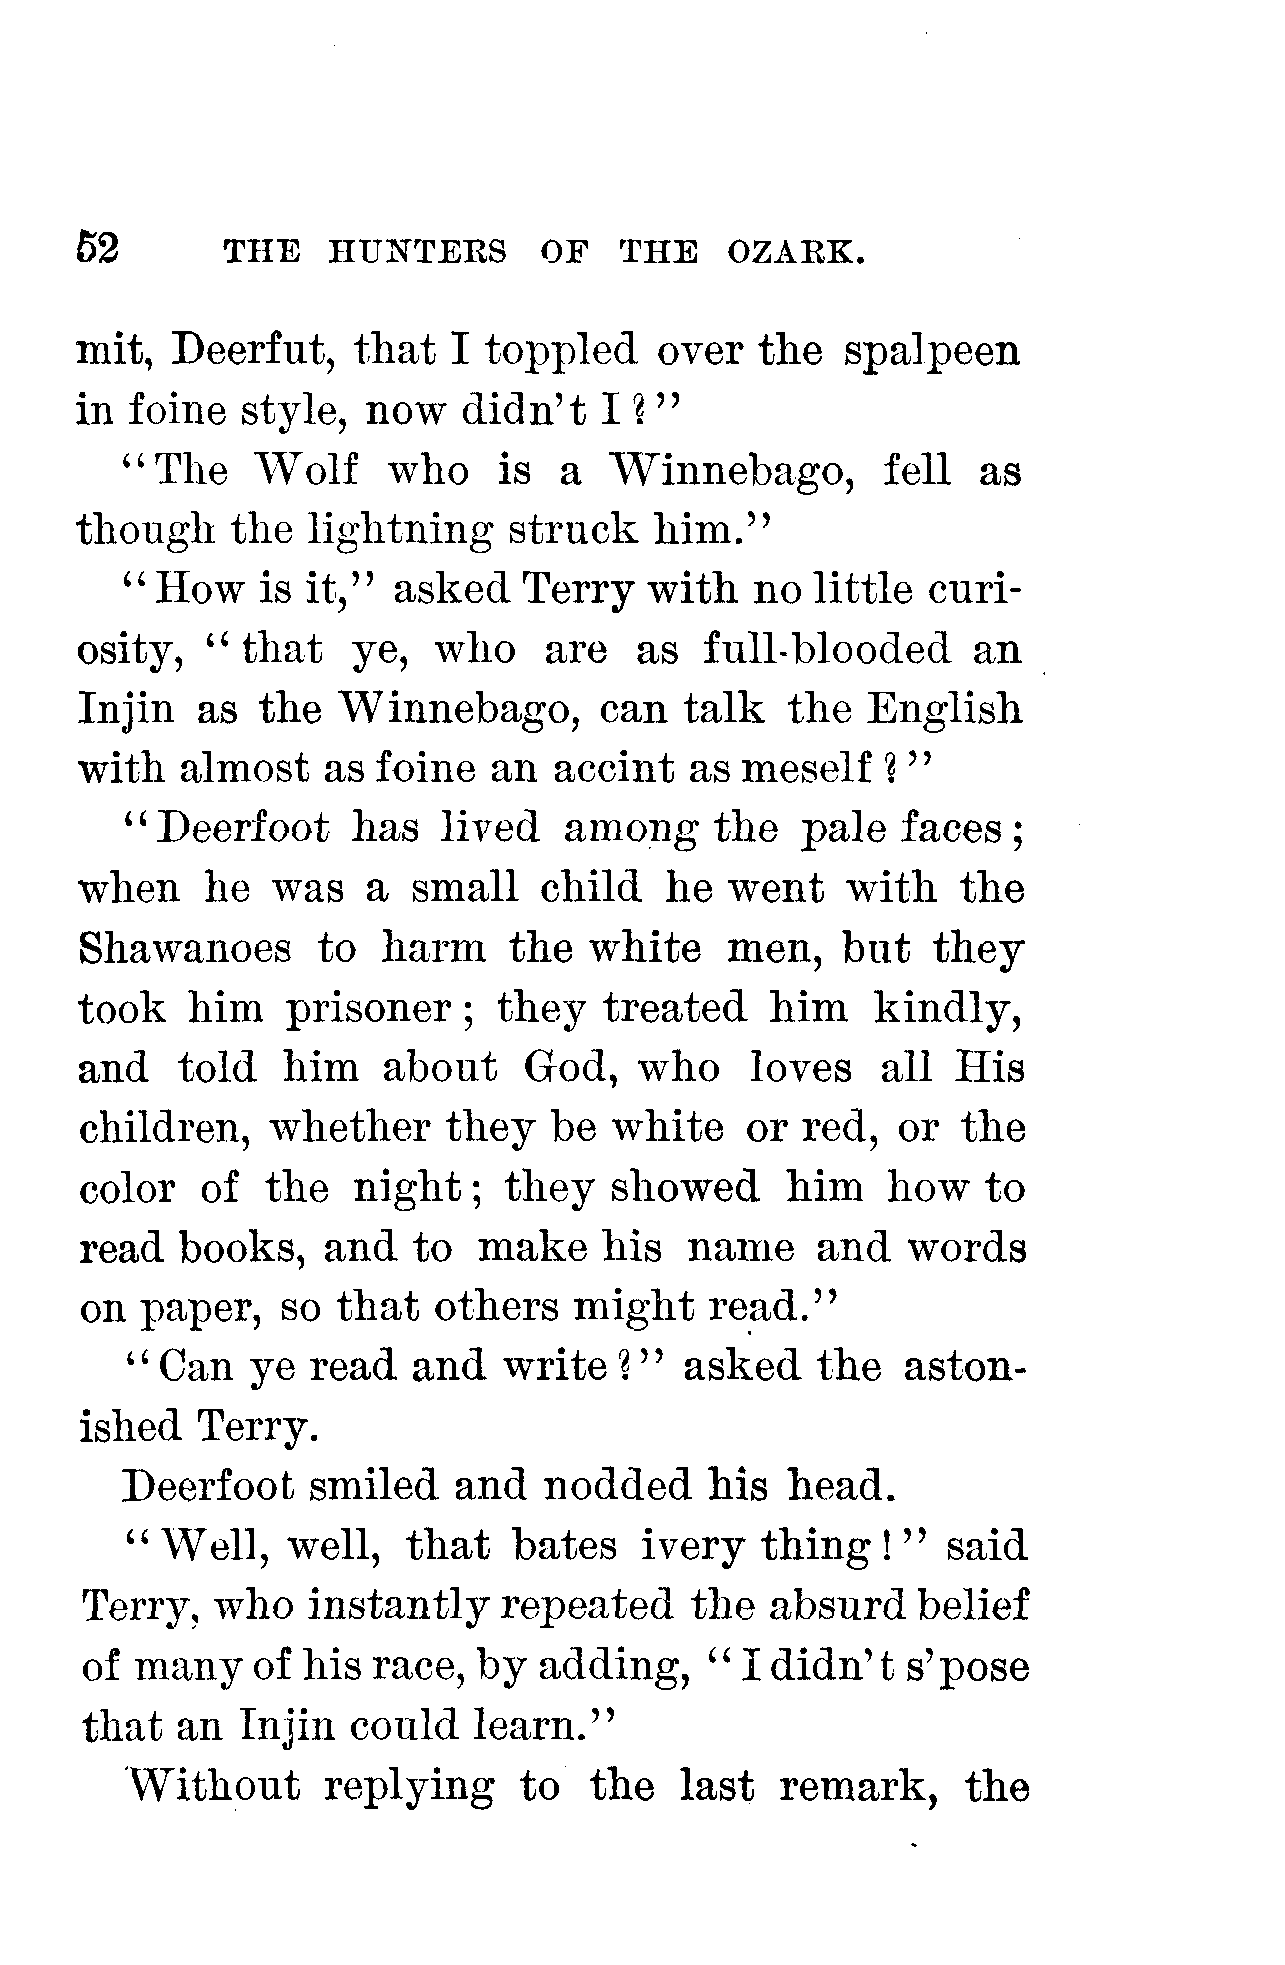 52 THE HUNTERS OF THE OZARK.
mit, Deerfut, that I toppled over the spalpeen
in foine style, now didn't I?"
"The Wolf who is a Winnebago, fell as
though the lightning struck him."
"How is it," asked Terry with no little curi-
osity, "that ye, who are as full-blooded an
Injin as the Winnebago, can talk the English
with almost as foine an accint as meself?"
"Deerfoot has lived among the pale faces;
when he was a small child he went with the
Shawanoes to harm the white men, but they
took him prisoner; they treated him kindly,
and told him about God, who loves all His
children, whether they be white or red, or the
color of the night; they showed him how to
read books, and to make his name and words
on paper, so that others might read."
"Can ye read and write?" asked the aston-
ished Terry.
Deerfoot smiled and nodded his head.
"Well, well, that bates ivery thing!" said
Terry, who instantly repeated the absurd belief
of many of his race, by adding, "I didn't s'pose
that an Injin could learn."
Without replying to the last remark, the